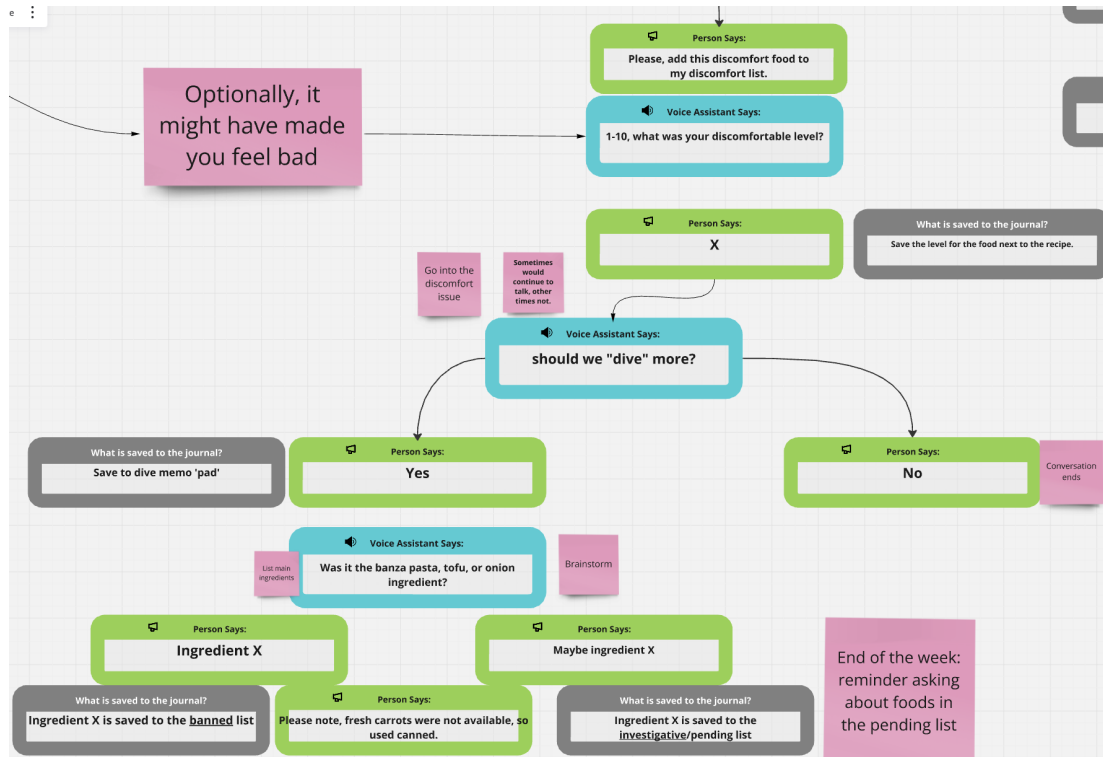 e
Person Says:
Please, add this discomfort food to
my discomfort list.
Optionally, it
might have made
you feel bad
Voice Assistant Says:
1-10, what was your discomfortable level?
Person Says:
X
What is saved to the journal?
Save the level for the food next to the recipe.
Go into the
discomfort
issue
Sometimes
would
continue to
talk, other
times not.
Voice Assistant Says:
should we "dive" more?
What is saved to the journal?
Save to dive memo 'pad'
Person Says:
Yes
Person Says:
No
Conversation
ends
List main
ingredients
Voice Assistant Says:
Was it the banza pasta, tofu, or onion
ingredient?
Brainstorm
Person Says:
Ingredient X
Person Says:
Maybe ingredient X
What is saved to the journal?
Ingredient X is saved to the banned list
Person Says:
Please note, fresh carrots were not available, so
used canned.
What is saved to the journal?
Ingredient X is saved to the
investigative/pending list
End of the week:
reminder asking
about foods in
the pending list